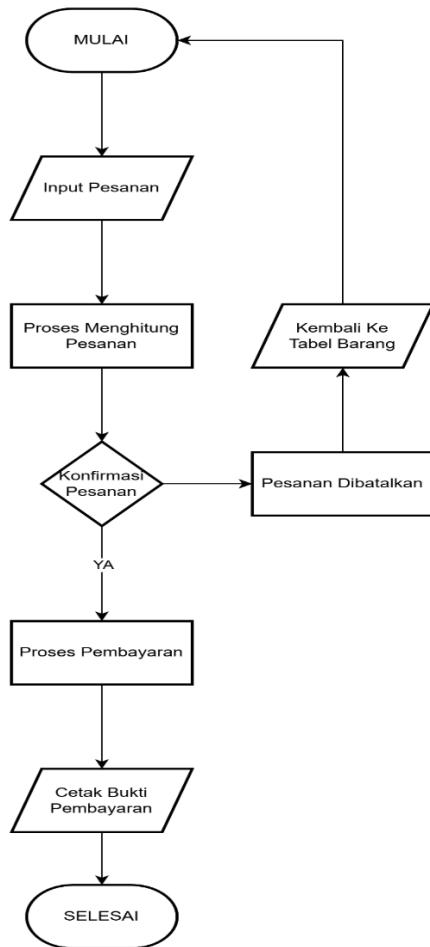 MULAI
Input Pesanan
Proses Menghitung
Pesanan
Kembali Ke
Tabel Barang
Konfirmasi
Pesanan
Pesanan Dibatalkan
YA
Proses Pembayaran
Cetak Bukti
Pembayaran
SELESAI